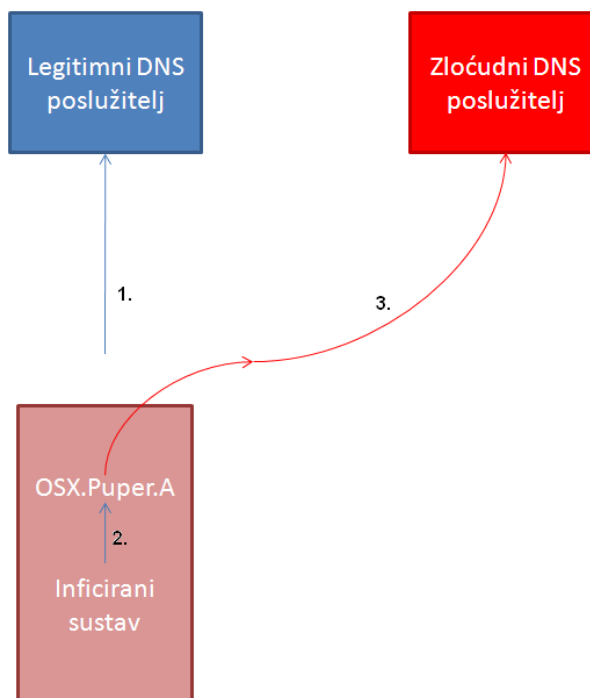 Legitimni DNS
poslužitelj
Zloćudni DNS
poslužitelj
1.
3.
OSX.Puper.A
2.
Inficirani
sustav